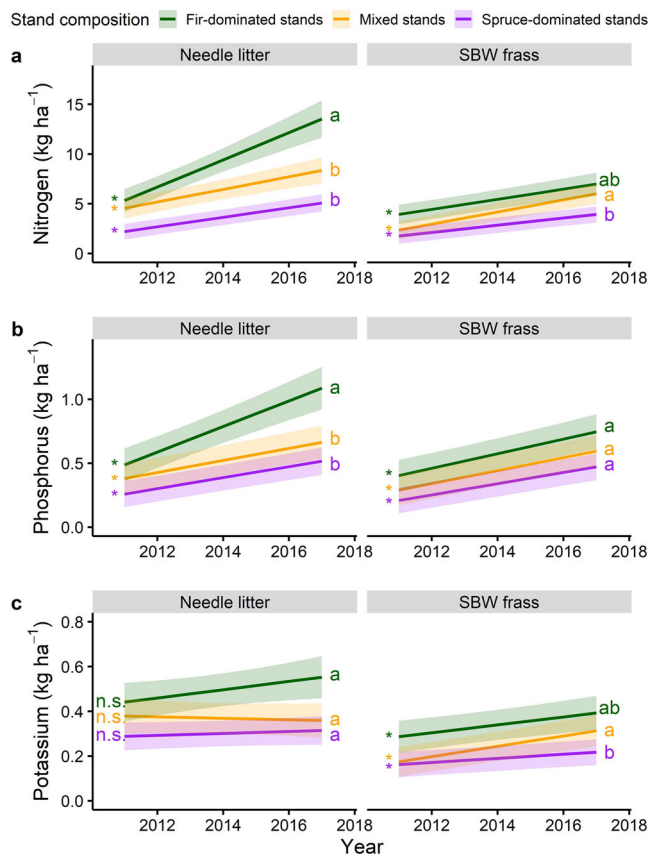 Stand composition Fir-dominated stands Mixed stands Spruce-dominated stands
a
Needle litter SBW frass
Nitrogen (kg ha⁻¹)
15
10
5
0
* a
* b
* b
* ab
* a
* b
2012 2014 2016 2018 2012 2014 2016 2018
b
Needle litter SBW frass
Phosphorus (kg ha⁻¹)
1.0
0.5
0.0
* a
* b
* b
* a
* a
* a
2012 2014 2016 2018 2012 2014 2016 2018
c
Needle litter SBW frass
Potassium (kg ha⁻¹)
0.8
0.6
0.4
0.2
0.0
n.s. a
n.s. a
n.s. a
* ab
* a
* b
2012 2014 2016 2018 2012 2014 2016 2018
Year